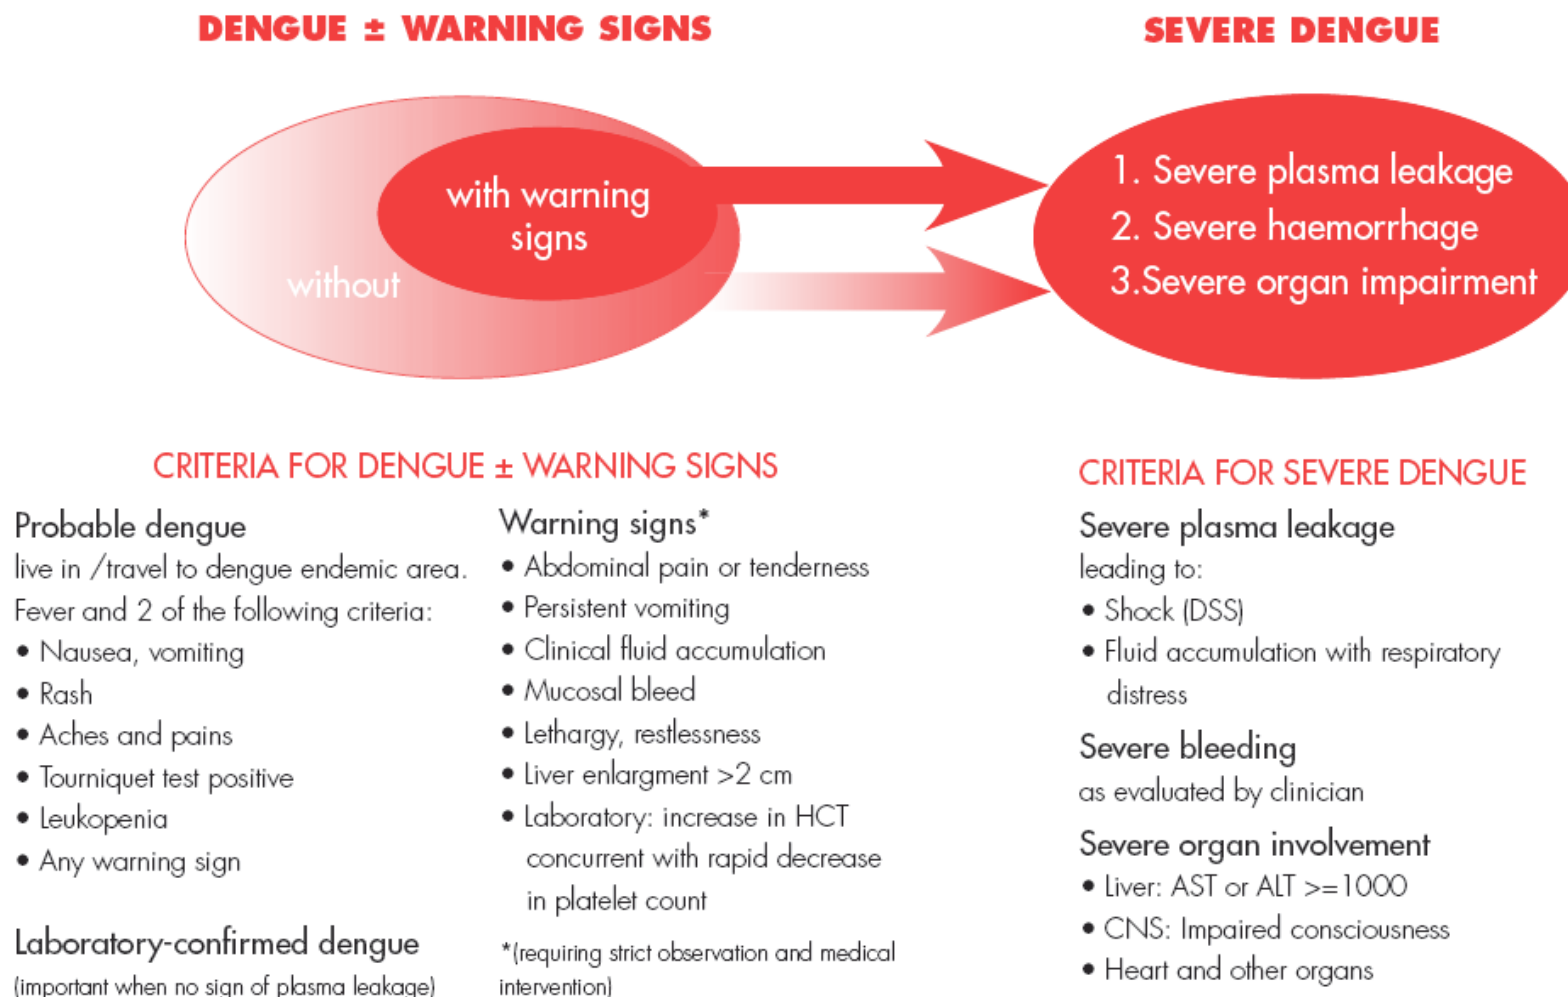 DENGUE ± WARNING SIGNS
SEVERE DENGUE
with warning
signs
without
1. Severe plasma leakage
2. Severe haemorrhage
3.Severe organ impairment
CRITERIA FOR DENGUE ± WARNING SIGNS
Probable dengue
live in /travel to dengue endemic area.
Fever and 2 of the following criteria:
• Nausea, vomiting
• Rash
• Aches and pains
• Tourniquet test positive
• Leukopenia
• Any warning sign
Laboratory-confirmed dengue
(important when no sign of plasma leakage)
Warning signs*
• Abdominal pain or tenderness
• Persistent vomiting
• Clinical fluid accumulation
• Mucosal bleed
• Lethargy, restlessness
• Liver enlargment >2 cm
• Laboratory: increase in HCT
concurrent with rapid decrease
in platelet count
*(requiring strict observation and medical
intervention)
CRITERIA FOR SEVERE DENGUE
Severe plasma leakage
leading to:
• Shock (DSS)
• Fluid accumulation with respiratory
distress
Severe bleeding
as evaluated by clinician
Severe organ involvement
• Liver: AST or ALT >=1000
• CNS: Impaired consciousness
• Heart and other organs